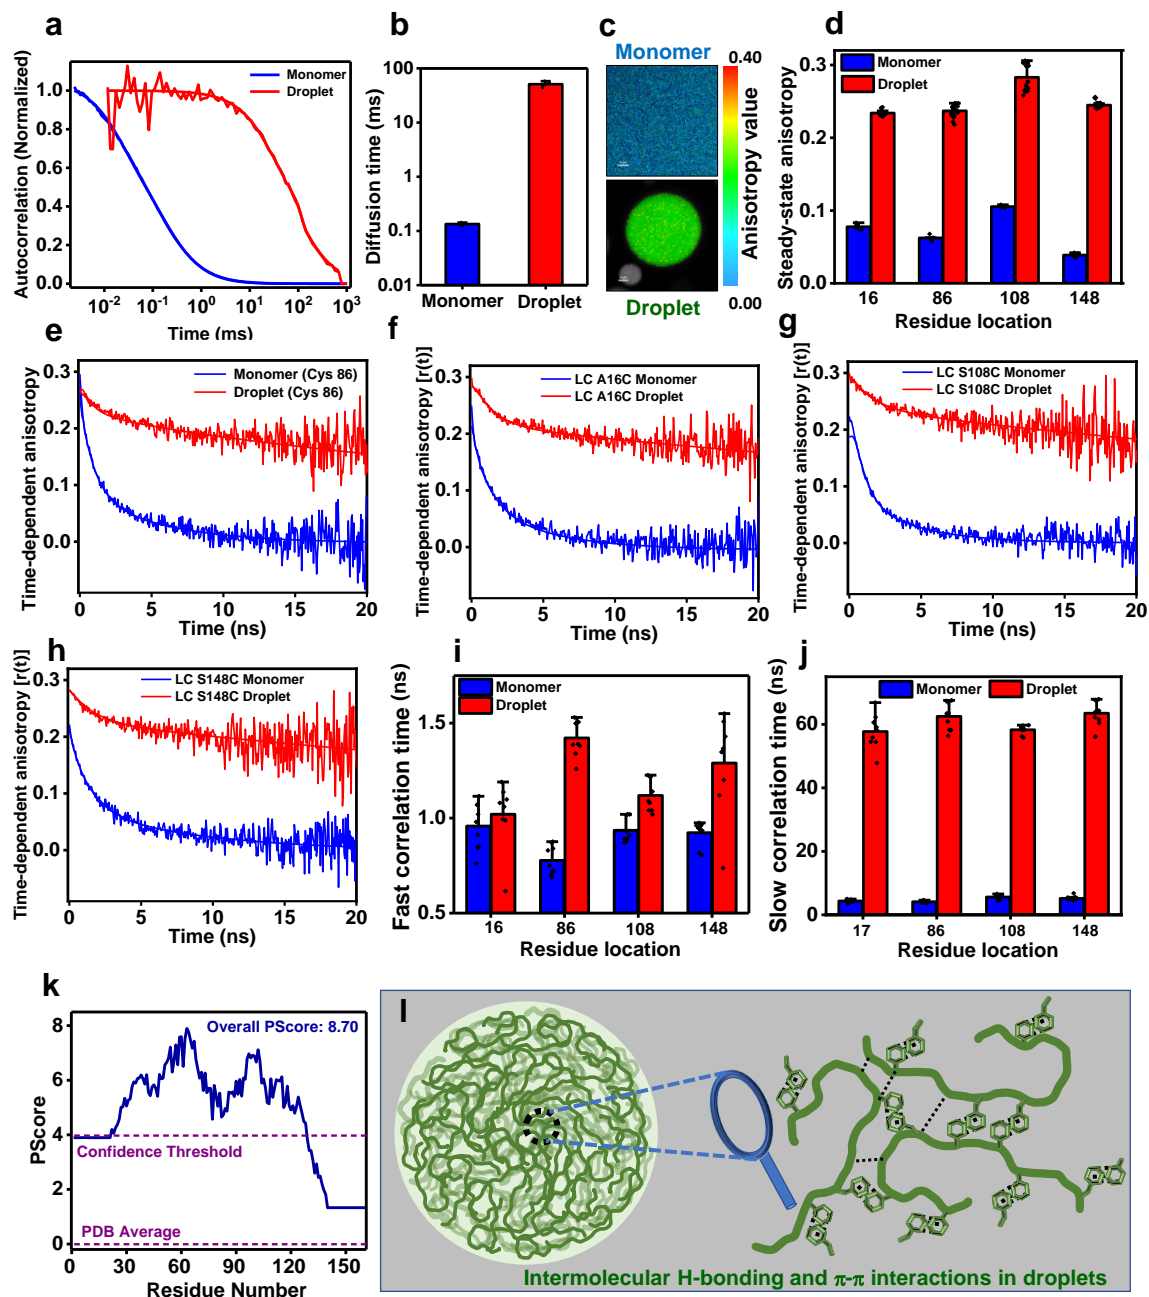 a
Autocorrelation (Normalized)
1.0
0.8
0.6
0.4
0.2
0.0
Monomer
Droplet
10⁻² 10⁻¹ 10⁰ 10¹ 10² 10³
Time (ms)
b
Diffusion time (ms)
100
10
1
0.1
0.01
Monomer Droplet
c
Monomer
Droplet
0.40
Anisotropy value
0.00
d
Steady-state anisotropy
0.3
0.2
0.1
0.0
Monomer
Droplet
16 86 108 148
Residue location
e
Time-dependent anisotropy
0.3
0.2
0.1
0.0
Monomer (Cys 86)
Droplet (Cys 86)
0 5 10 15 20
Time (ns)
f
Time-dependent anisotropy [r(t)]
0.3
0.2
0.1
0.0
LC A16C Monomer
LC A16C Droplet
0 5 10 15 20
Time (ns)
g
Time-dependent anisotropy [r(t)]
0.3
0.2
0.1
0.0
LC S108C Monomer
LC S108C Droplet
0 5 10 15 20
Time (ns)
h
Time-dependent anisotropy [r(t)]
0.3
0.2
0.1
0.0
LC S148C Monomer
LC S148C Droplet
0 5 10 15 20
Time (ns)
i
Fast correlation time (ns)
1.5
1.0
0.5
Monomer
Droplet
16 86 108 148
Residue location
j
Slow correlation time (ns)
60
40
20
0
Monomer Droplet
17 86 108 148
Residue location
k
PScore
8
6
4
2
0
Overall PScore: 8.70
Confidence Threshold
PDB Average
0 30 60 90 120 150
Residue Number
l
Intermolecular H-bonding and π-π interactions in droplets